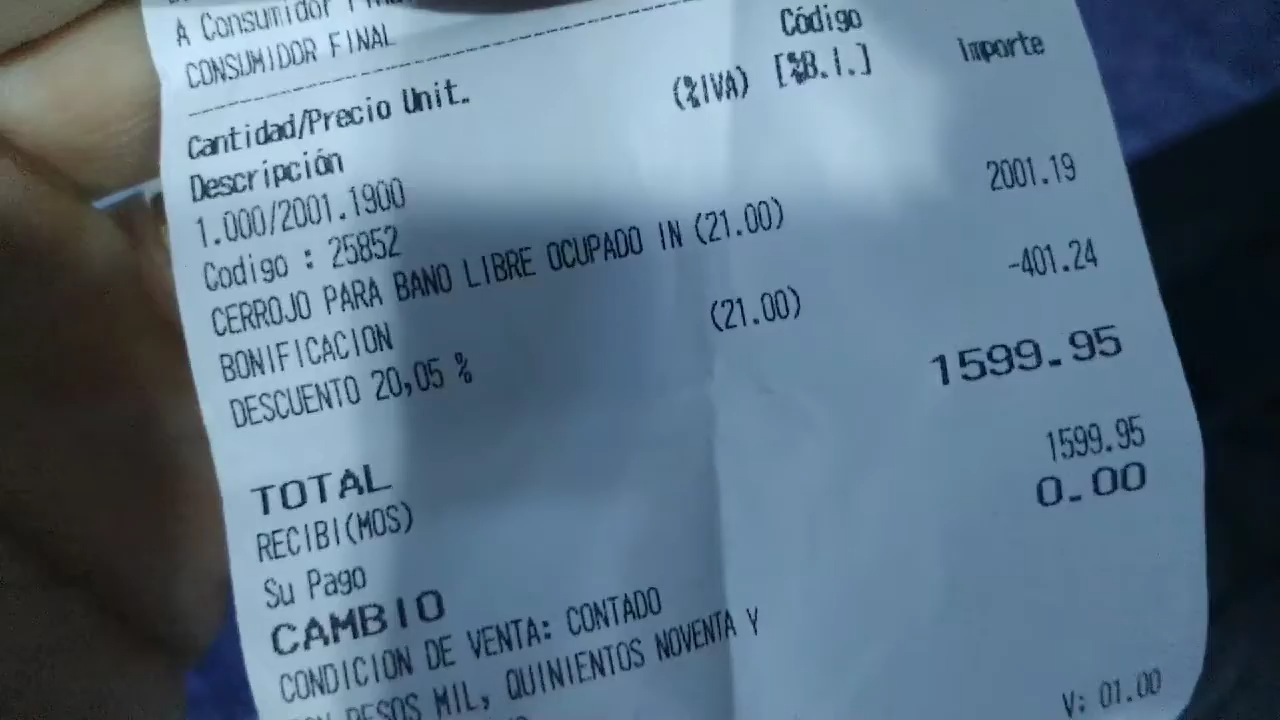 A Consumidor
CONSUMIDOR FINAL
Cantidad/Precio Unit.
Descripción (%IVA) Código [%B.I.] Importe
1.000/2001.1900
Codigo : 25852
CERROJO PARA BANO LIBRE OCUPADO IN (21.00) 2001.19
BONIFICACION
DESCUENTO 20,05 % (21.00) -401.24
TOTAL 1599.95
RECIBI(MOS)
Su Pago 1599.95
CAMBIO 0.00
CONDICION DE VENTA: CONTADO
PESOS MIL, QUINIENTOS NOVENTA Y
V: 01.00